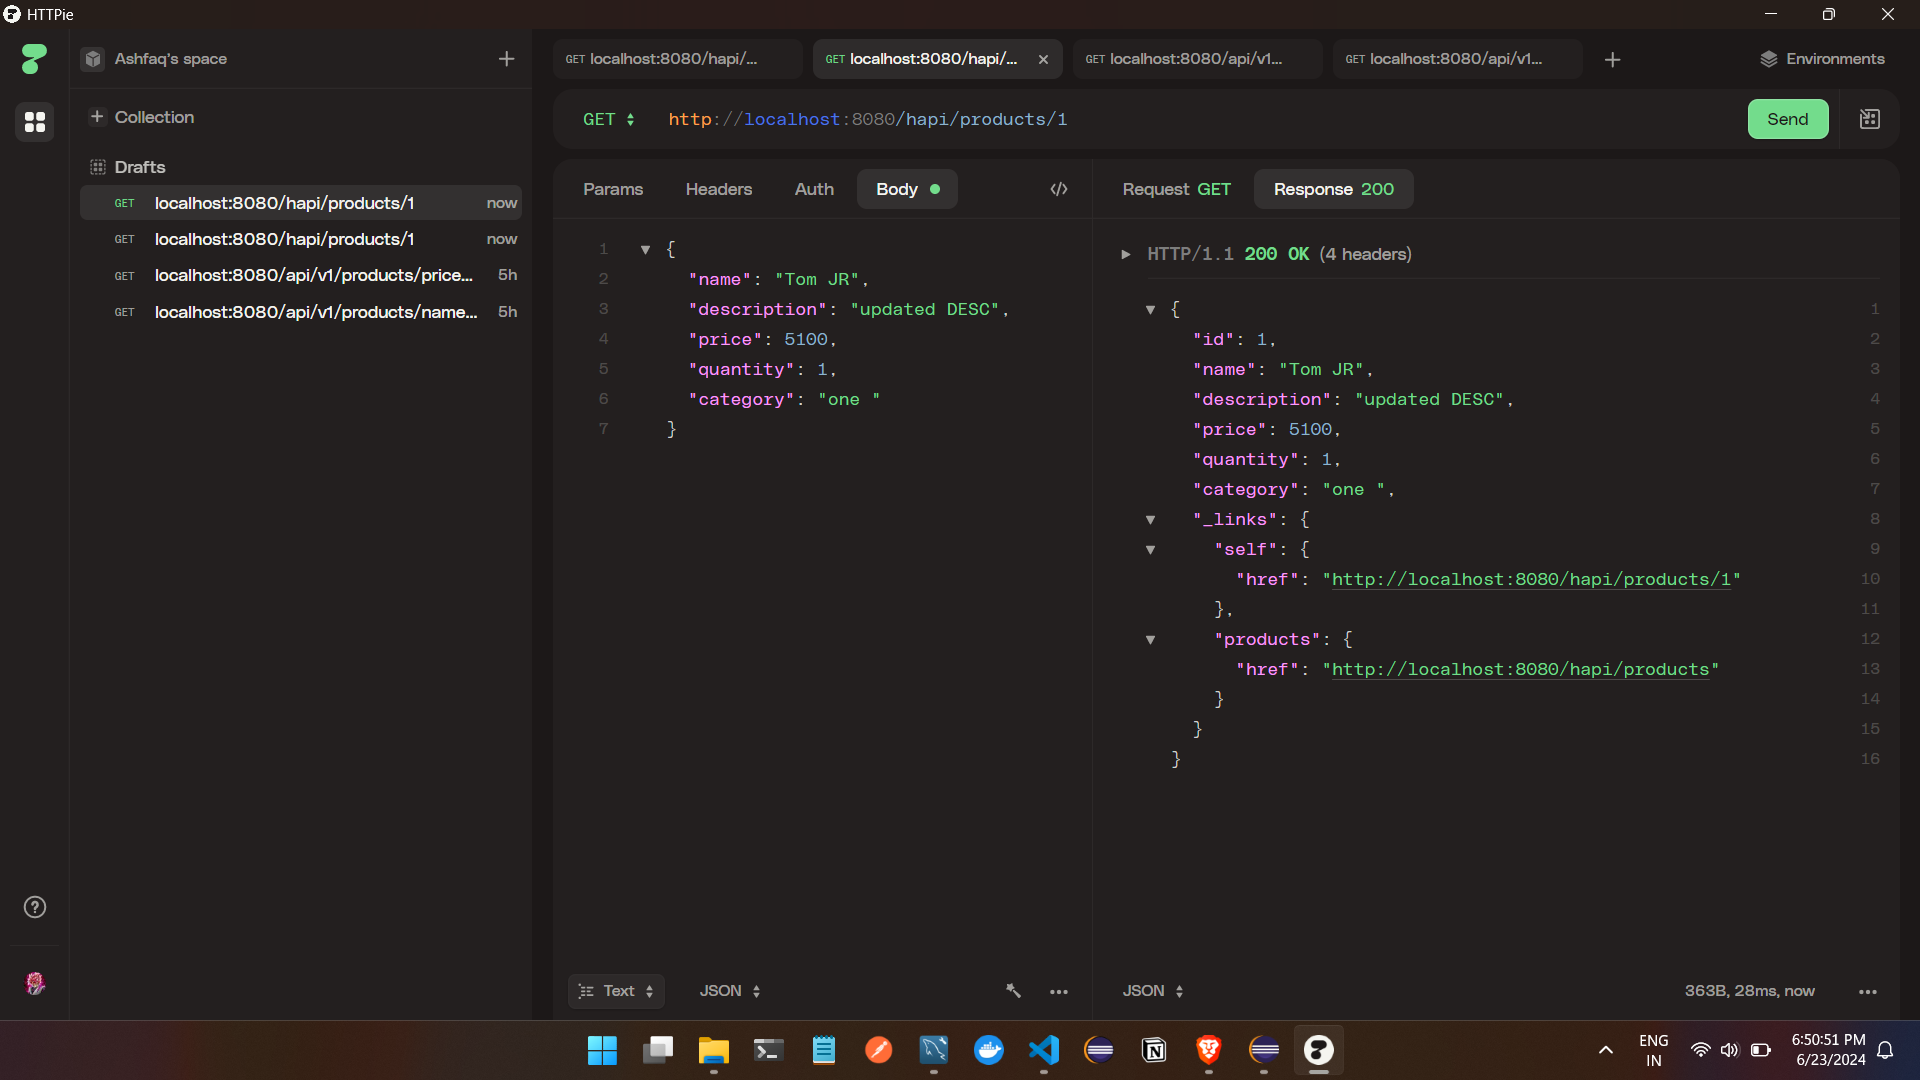 HTTPie
Ashfaq's space
Collection
Drafts
GET localhost:8080/hapi/products/1 now
GET localhost:8080/hapi/products/1 now
GET localhost:8080/api/v1/products/price... 5h
GET localhost:8080/api/v1/products/name... 5h
GET localhost:8080/hapi/...
GET localhost:8080/hapi/...
GET localhost:8080/api/v1...
GET localhost:8080/api/v1...
Environments
GET http://localhost:8080/hapi/products/1
Send
Params Headers Auth Body
1 {
2 "name": "Tom JR",
3 "description": "updated DESC",
4 "price": 5100,
5 "quantity": 1,
6 "category": "one "
7 }
Text JSON
Request GET Response 200
HTTP/1.1 200 OK (4 headers)
{ 1
"id": 1, 2
"name": "Tom JR", 3
"description": "updated DESC", 4
"price": 5100, 5
"quantity": 1, 6
"category": "one ", 7
"_links": { 8
"self": { 9
"href": "http://localhost:8080/hapi/products/1" 10
}, 11
"products": { 12
"href": "http://localhost:8080/hapi/products" 13
} 14
} 15
} 16
JSON
363B, 28ms, now
ENG
IN
6:50:51 PM
6/23/2024